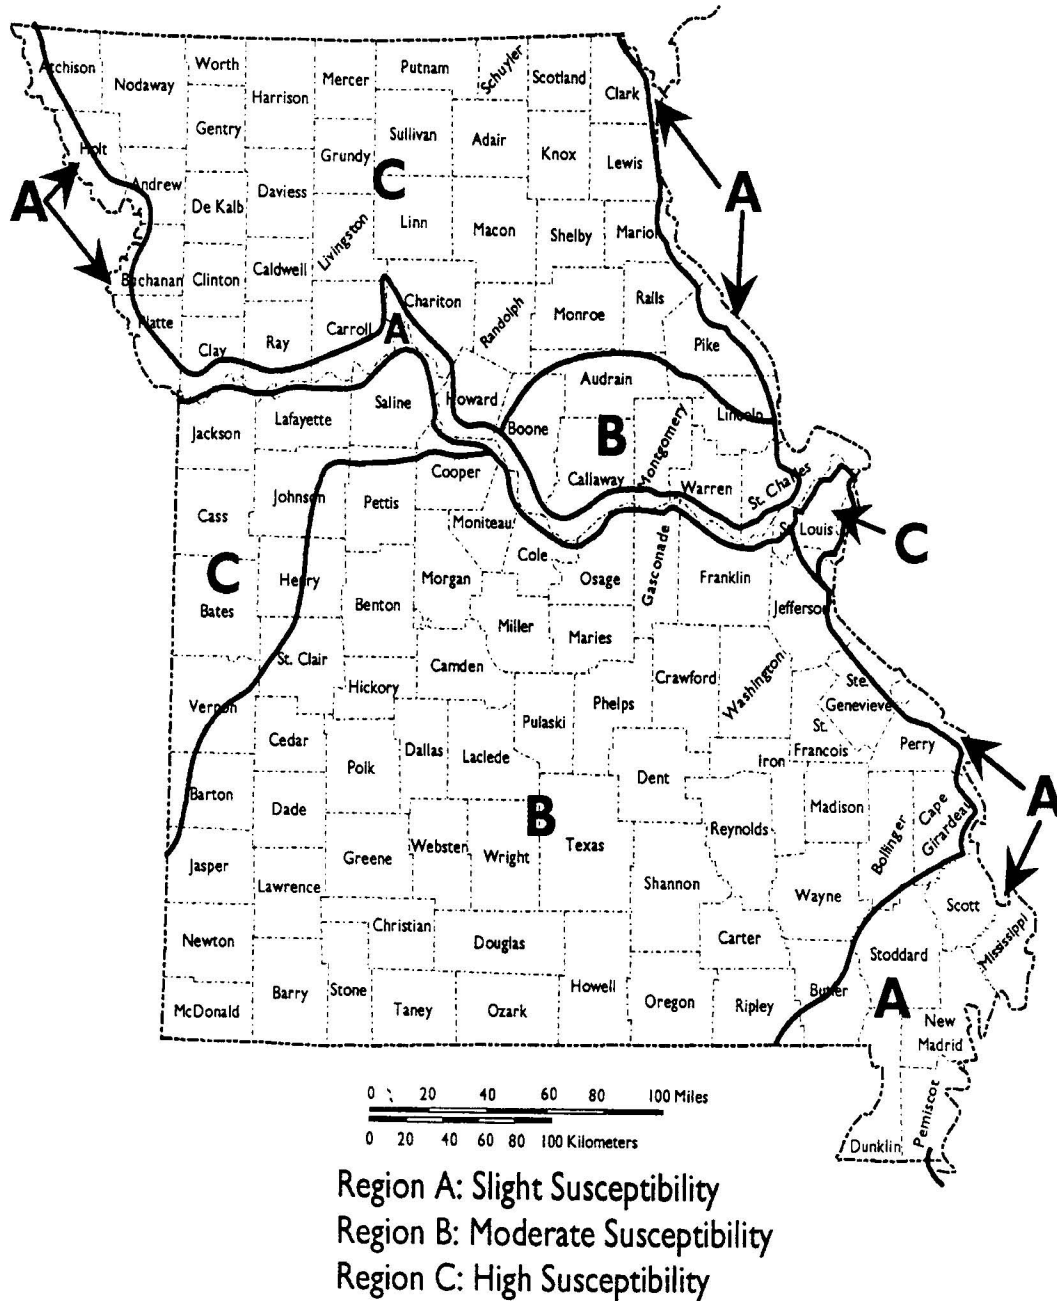 Atchison
Nodaway
Worth
Harrison
Mercer
Putnam
Schuyler
Scotland
Clark
Gentry
Sullivan
Adair
Knox
Lewis
Grundy
Holt
Andrew
De Kalb
Daviess
C
A
A
Livingston
Linn
Macon
Shelby
Marion
Buchanan
Clinton
Caldwell
Chariton
Randolph
Monroe
Ralls
Platte
Clay
Ray
Carroll
A
Pike
Audrain
Howard
Boone
Lincoln
Saline
Lafayette
Jackson
B
Montgomery
Callaway
Warren
St. Charles
Cooper
Johnson
Pettis
Cass
Moniteau
St. Louis
C
Cole
C
Henry
Morgan
Osage
Gasconade
Franklin
Bates
Benton
Miller
Maries
Jefferson
St. Clair
Camden
Crawford
Washington
Hickory
Ste.
Genevieve
Vernon
Pulaski
Phelps
St.
Francois
Cedar
Dallas
Laclede
Iron
Perry
Polk
Dent
Barton
Dade
B
Madison
Bollinger
Cape
Girardeau
A
Jasper
Greene
Webster
Wright
Texas
Reynolds
Lawrence
Shannon
Wayne
Scott
Mississippi
Newton
Christian
Douglas
Carter
Stoddard
McDonald
Barry
Stone
Taney
Ozark
Howell
Oregon
Ripley
Butler
A
New
Madrid
Pemiscot
Dunklin
0 20 40 60 100 Miles
0 20 40 60 80 100 Kilometers
Region A: Slight Susceptibility
Region B: Moderate Susceptibility
Region C: High Susceptibility